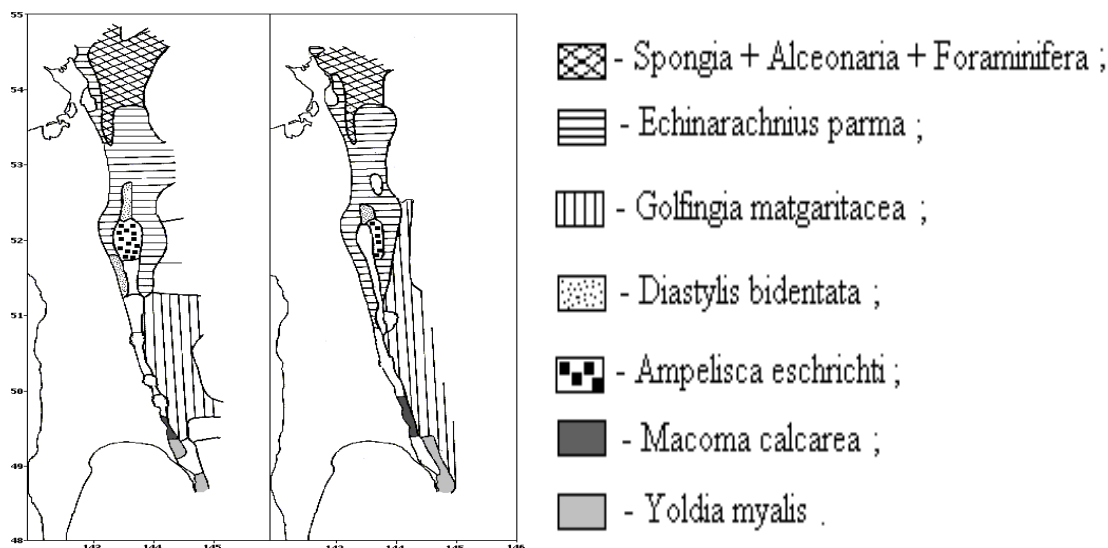 55
54
53
52
51
50
49
48
143 144 145 143 144 145 146
- Spongia + Alceonaria + Foraminifera ;
- Echinarachnius parma ;
- Golfingia matgaritacea ;
- Diastylis bidentata ;
- Ampelisca eschrichti ;
- Macoma calcarea ;
- Yoldia myalis .